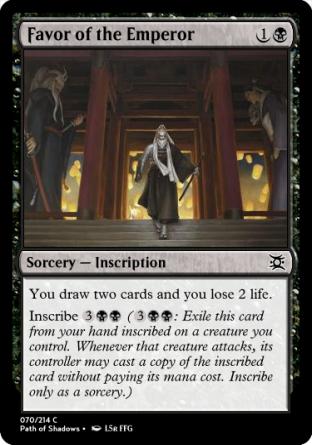 Favor of the Emperor 1
Sorcery — Inscription
You draw two cards and you lose 2 life.
Inscribe 3 ( 3 : Exile this card
from your hand inscribed on a creature you
control. Whenever that creature attacks, its
controller may cast a copy of the inscribed
card without paying its mana cost. Inscribe
only as a sorcery.)
070/214 C
Path of Shadows • LSR FFG